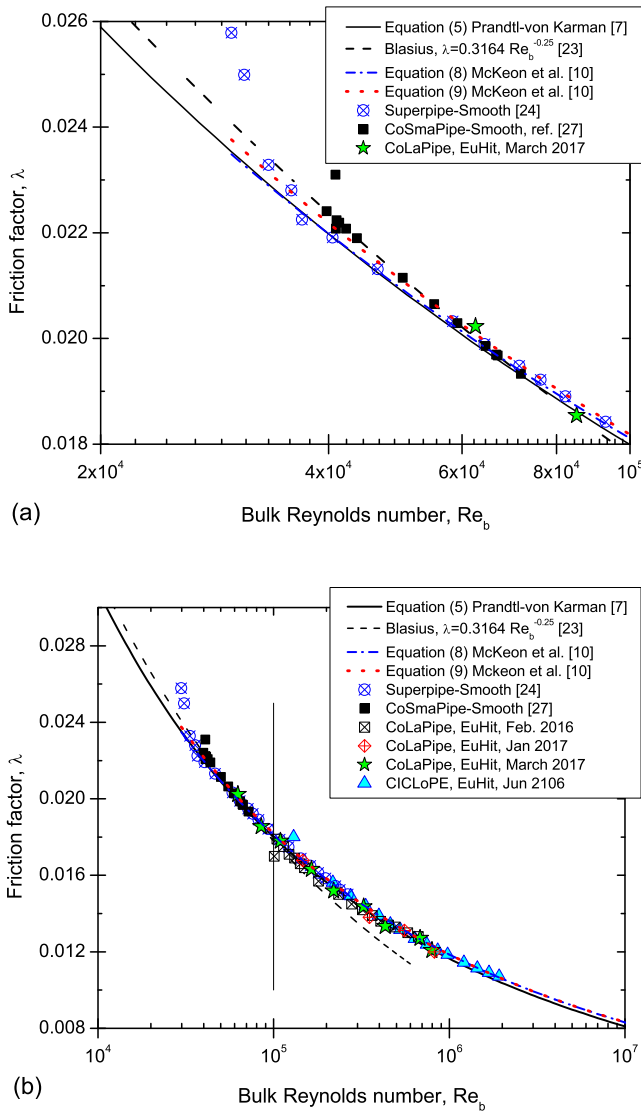 0.026
0.024
0.022
0.020
0.018
Friction factor, λ
Equation (5) Prandtl-von Karman [7]
Blasius, λ=0.3164 Re_b^-0.25 [23]
Equation (8) McKeon et al. [10]
Equation (9) McKeon et al. [10]
Superpipe-Smooth [24]
CoSmaPipe-Smooth, ref. [27]
CoLaPipe, EuHit, March 2017
2x10^4 4x10^4 6x10^4 8x10^4 10^5
(a)
Bulk Reynolds number, Re_b
0.028
0.024
0.020
0.016
0.012
0.008
Friction factor, λ
Equation (5) Prandtl-von Karman [7]
Blasius, λ=0.3164 Re_b^-0.25 [23]
Equation (8) McKeon et al. [10]
Equation (9) Mckeon et al. [10]
Superpipe-Smooth [24]
CoSmaPipe-Smooth [27]
CoLaPipe, EuHit, Feb. 2016
CoLaPipe, EuHit, Jan 2017
CoLaPipe, EuHit, March 2017
CICLoPE, EuHit, Jun 2106
10^4 10^5 10^6 10^7
(b)
Bulk Reynolds number, Re_b